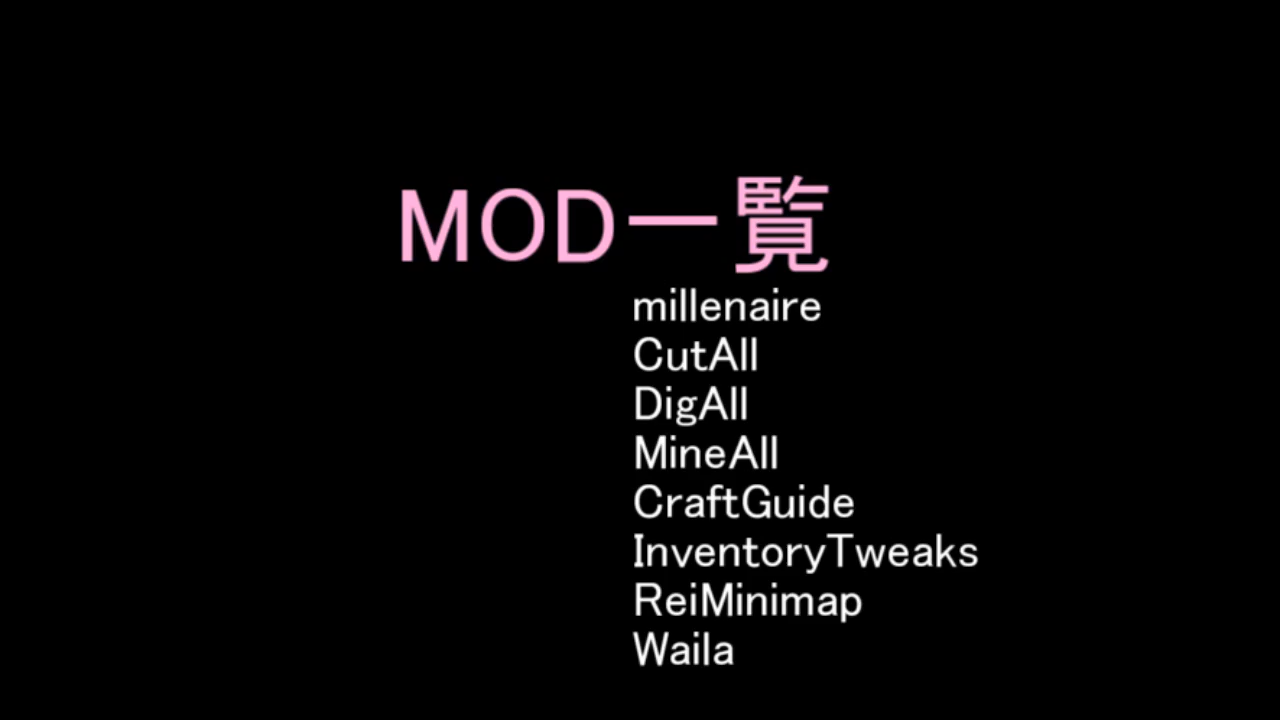 MOD一覧
millenaire
CutAll
DigAll
MineAll
CraftGuide
InventoryTweaks
ReiMinimap
Waila